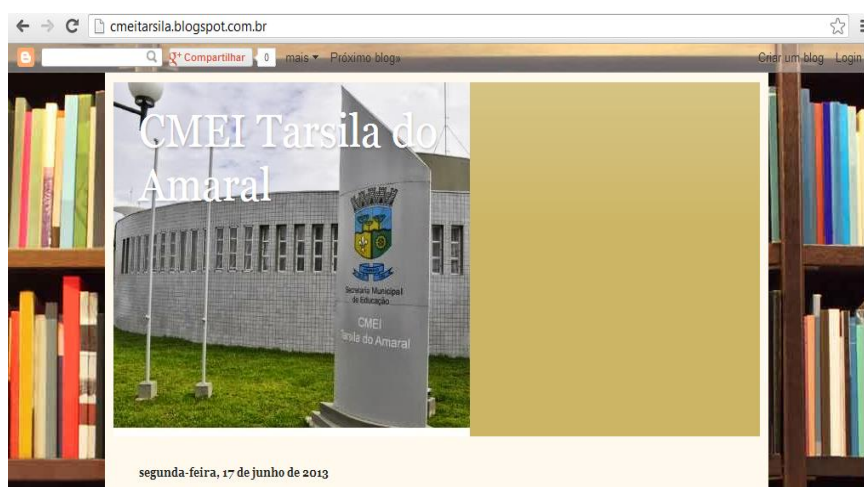 cmeitarsila.blogspot.com.br
Compartilhar 0 mais Próximo blog» Criar um blog Login
CMEI Tarsila do
Amaral
Secretaria Municipal
de Educação
CMEI
Tarsila do Amaral
segunda-feira, 17 de junho de 2013